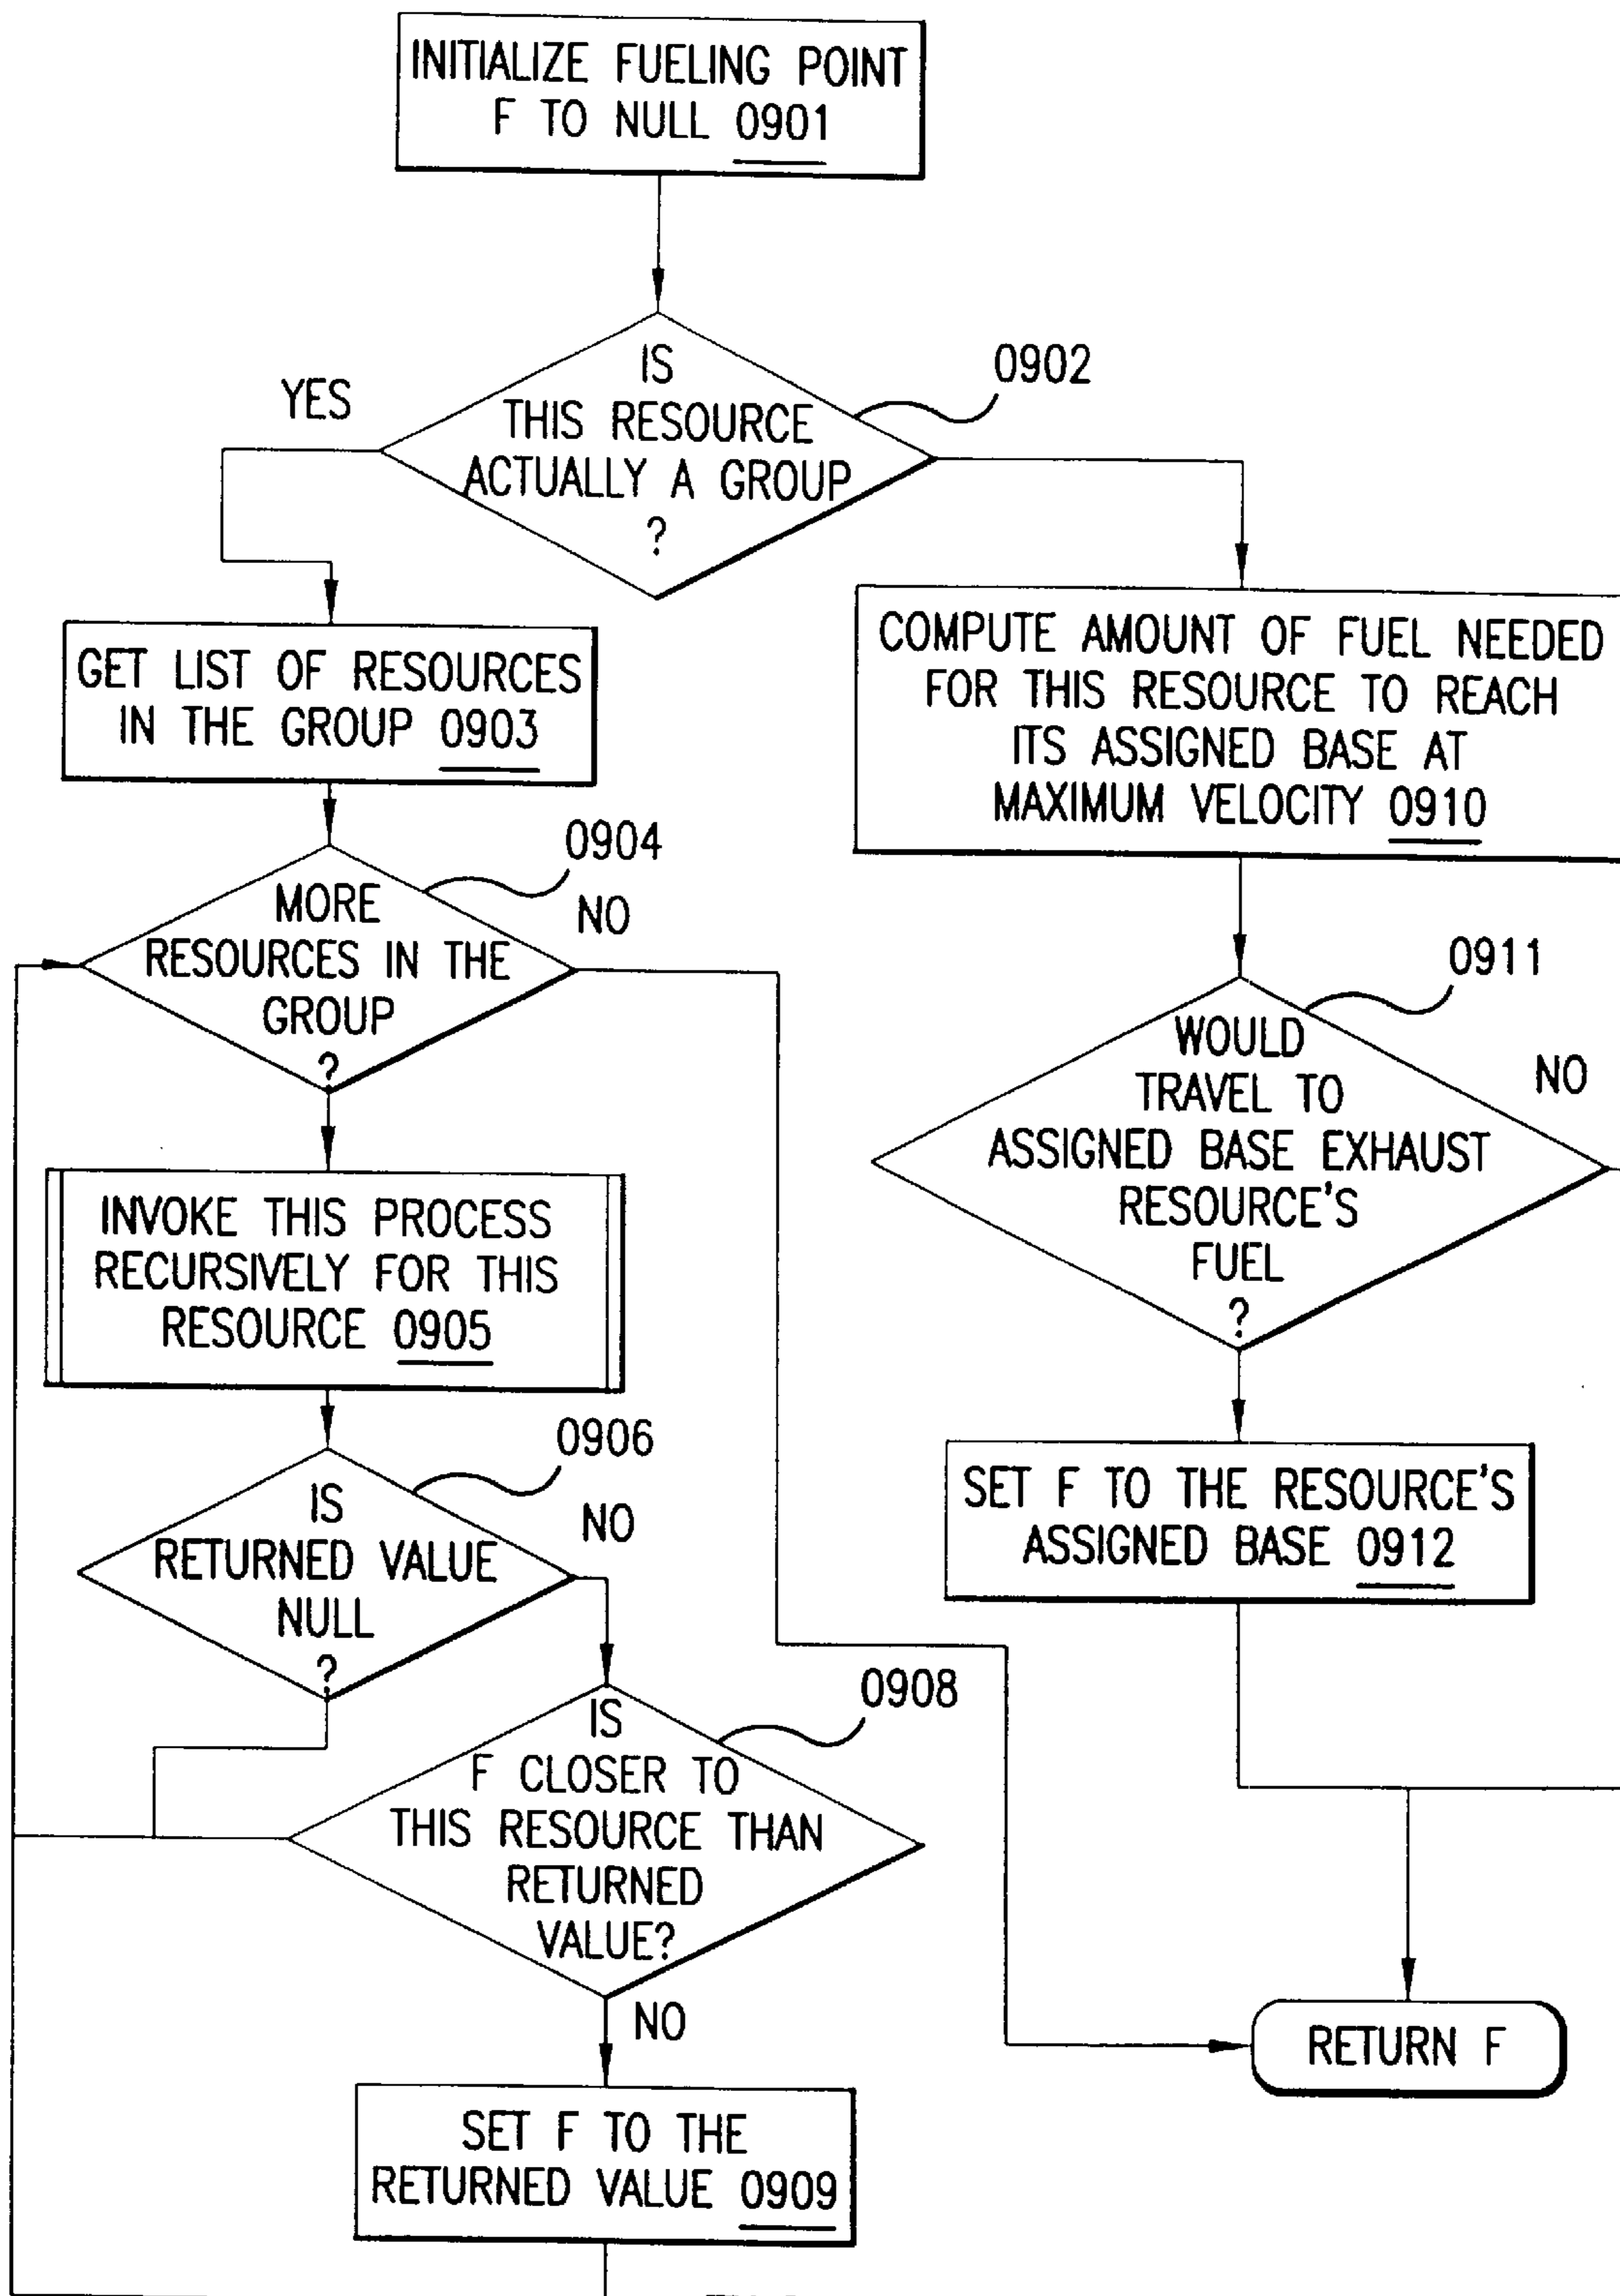 INITIALIZE FUELING POINT
F TO NULL 0901
IS
THIS RESOURCE
ACTUALLY A GROUP
?
0902
YES
GET LIST OF RESOURCES
IN THE GROUP 0903
COMPUTE AMOUNT OF FUEL NEEDED
FOR THIS RESOURCE TO REACH
ITS ASSIGNED BASE AT
MAXIMUM VELOCITY 0910
MORE
RESOURCES IN THE
GROUP
?
0904
NO
WOULD
TRAVEL TO
ASSIGNED BASE EXHAUST
RESOURCE'S
FUEL
?
0911
NO
INVOKE THIS PROCESS
RECURSIVELY FOR THIS
RESOURCE 0905
IS
RETURNED VALUE
NULL
?
0906
NO
SET F TO THE RESOURCE'S
ASSIGNED BASE 0912
IS
F CLOSER TO
THIS RESOURCE THAN
RETURNED
VALUE?
0908
NO
RETURN F
SET F TO THE
RETURNED VALUE 0909